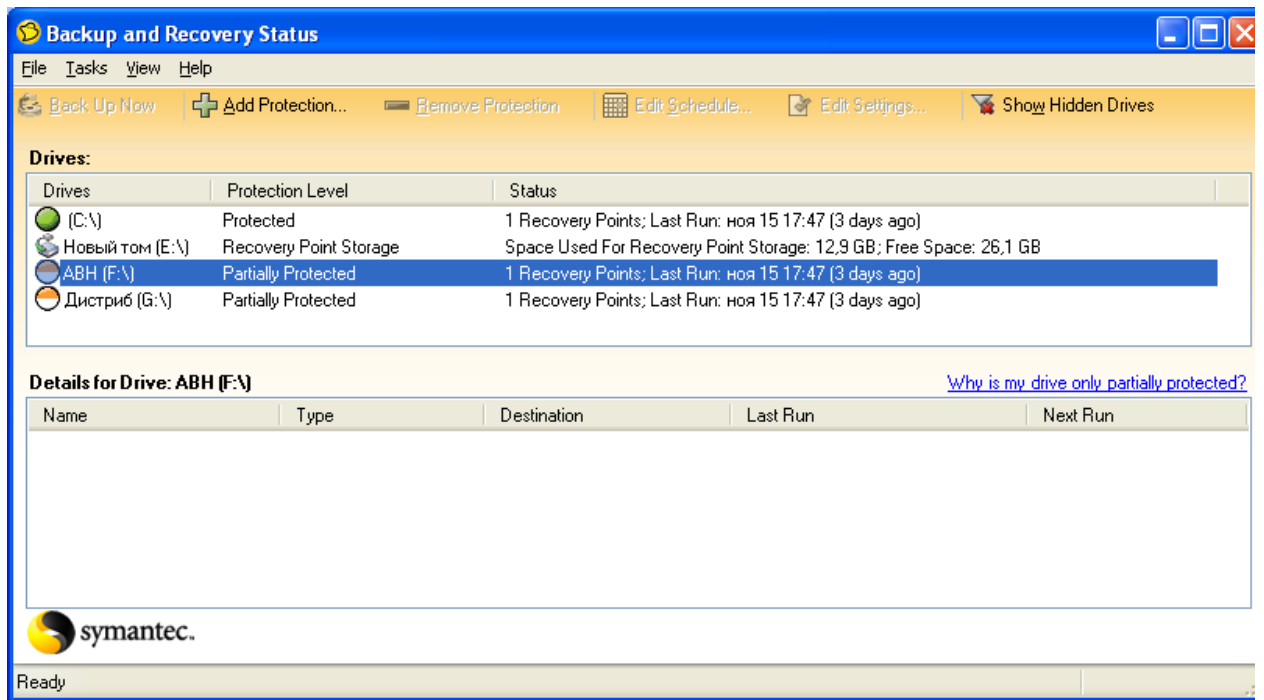 Backup and Recovery Status
File Tasks View Help
Back Up Now Add Protection... Remove Protection Edit Schedule... Edit Settings... Show Hidden Drives
Drives:
Drives Protection Level Status
(C:\) Protected 1 Recovery Points; Last Run: ноя 15 17:47 (3 days ago)
Новый том (E:\) Recovery Point Storage Space Used For Recovery Point Storage: 12,9 GB; Free Space: 26,1 GB
ABH (F:\) Partially Protected 1 Recovery Points; Last Run: ноя 15 17:47 (3 days ago)
Дистриб (G:\) Partially Protected 1 Recovery Points; Last Run: ноя 15 17:47 (3 days ago)
Details for Drive: ABH (F:\) Why is my drive only partially protected?
Name Type Destination Last Run Next Run
symantec.
Ready